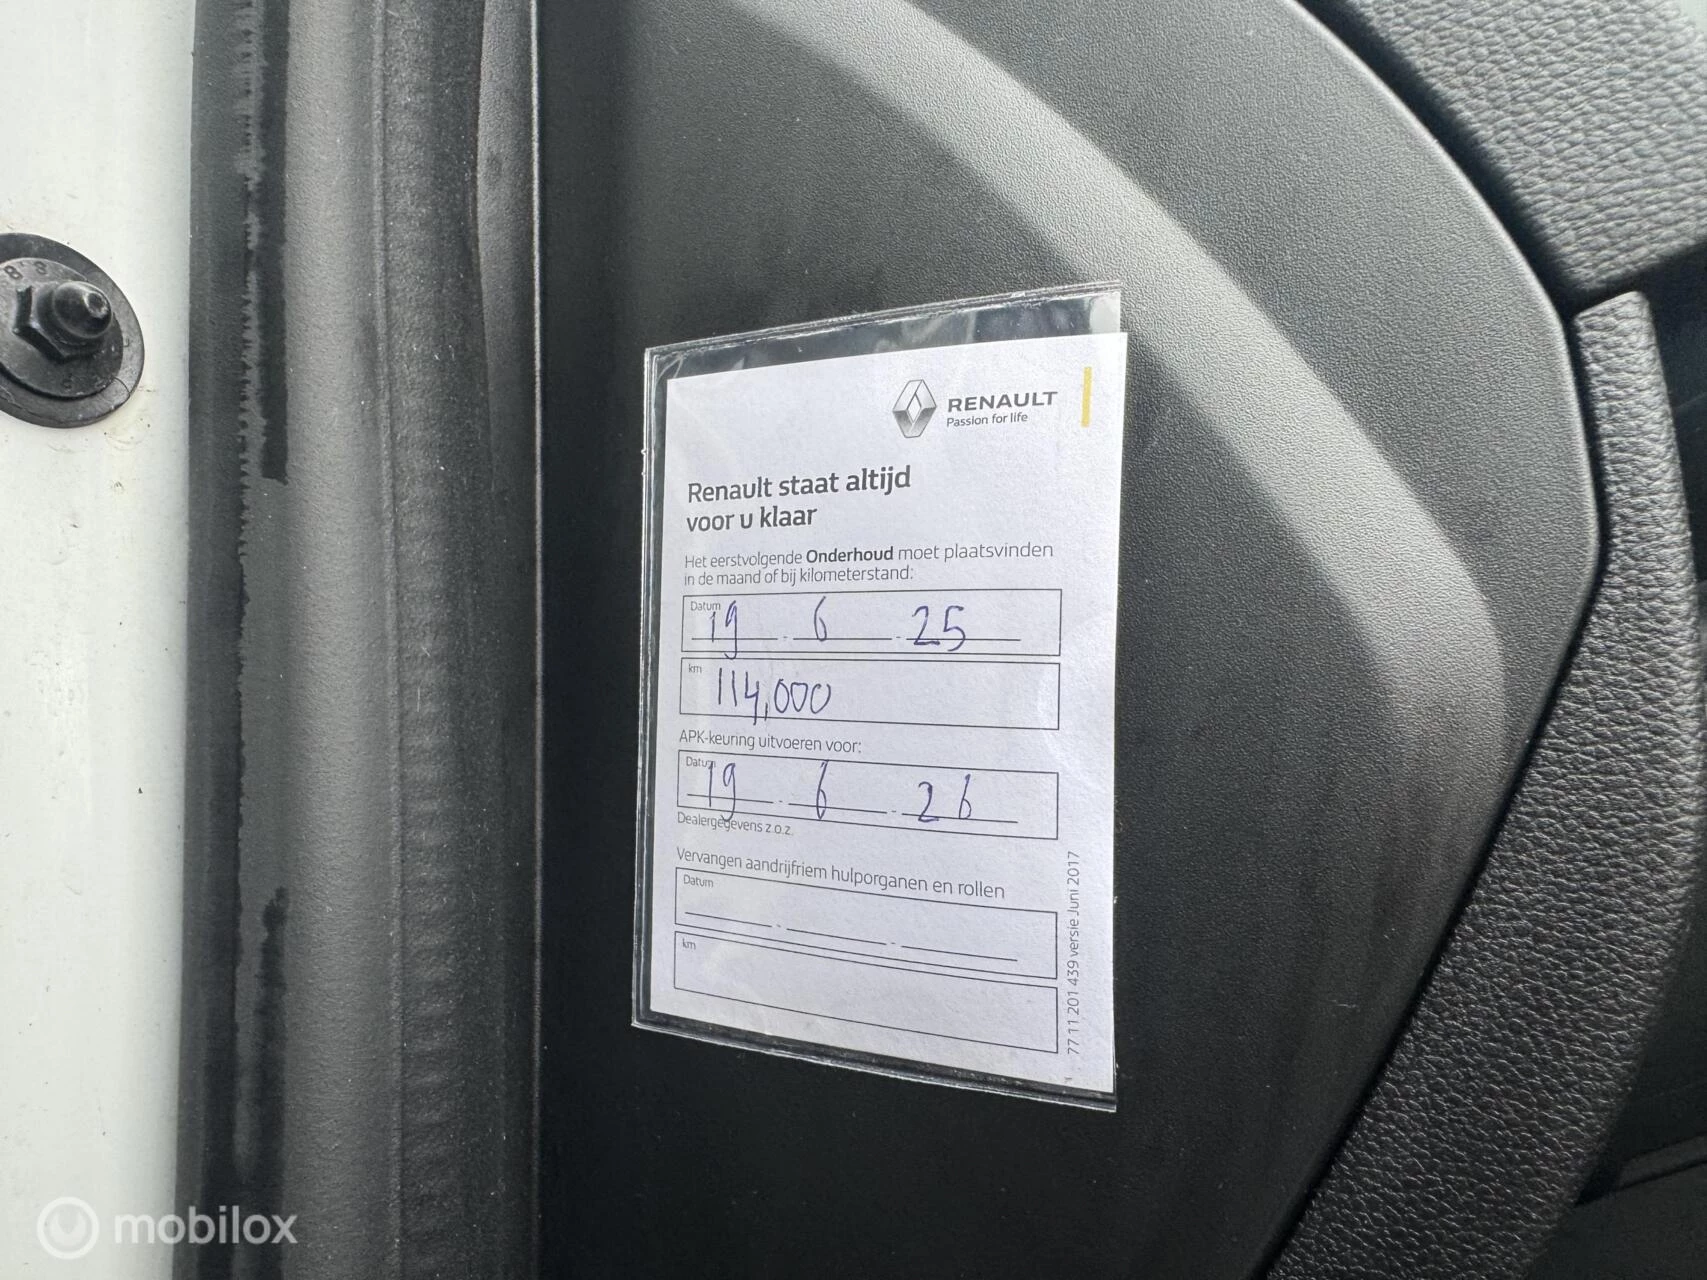 8.8
RENAULT
Passion for life
Renault staat altijd
voor u klaar
Het eerstvolgende Onderhoud moet plaatsvinden
in de maand of bij kilometerstand:
Datum
19 - 6 - 25
km
114,000
APK-keuring uitvoeren voor:
Datum
19 - 6 - 26
Dealergegevens z.o.z.
Vervangen aandrijfriem hulporganen en rollen
Datum
km
77 11 201 439 versie Juni 2017
mobilox